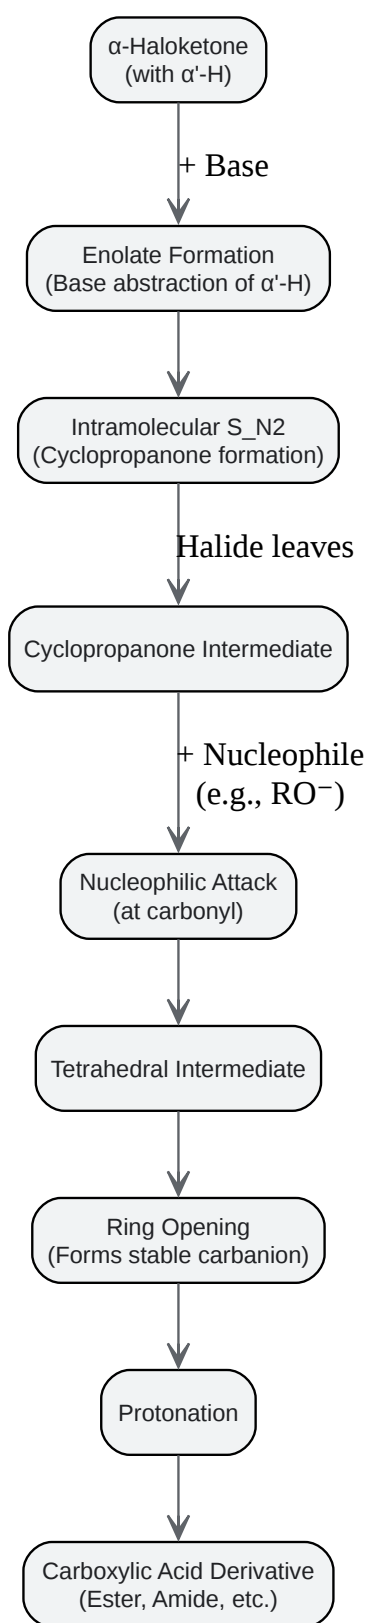 α-Haloketone
(with α'-H)
+ Base
Enolate Formation
(Base abstraction of α'-H)
Intramolecular S_N2
(Cyclopropanone formation)
Halide leaves
Cyclopropanone Intermediate
+ Nucleophile
(e.g., RO⁻)
Nucleophilic Attack
(at carbonyl)
Tetrahedral Intermediate
Ring Opening
(Forms stable carbanion)
Protonation
Carboxylic Acid Derivative
(Ester, Amide, etc.)